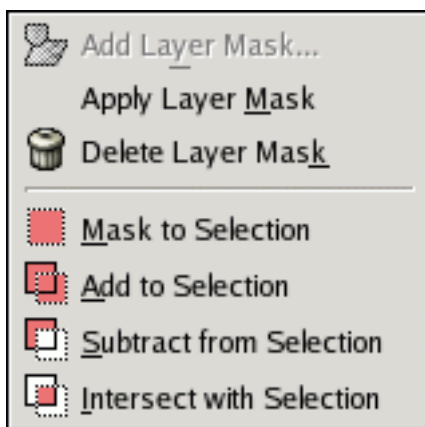 Add Layer Mask...
Apply Layer Mask
Delete Layer Mask
Mask to Selection
Add to Selection
Subtract from Selection
Intersect with Selection